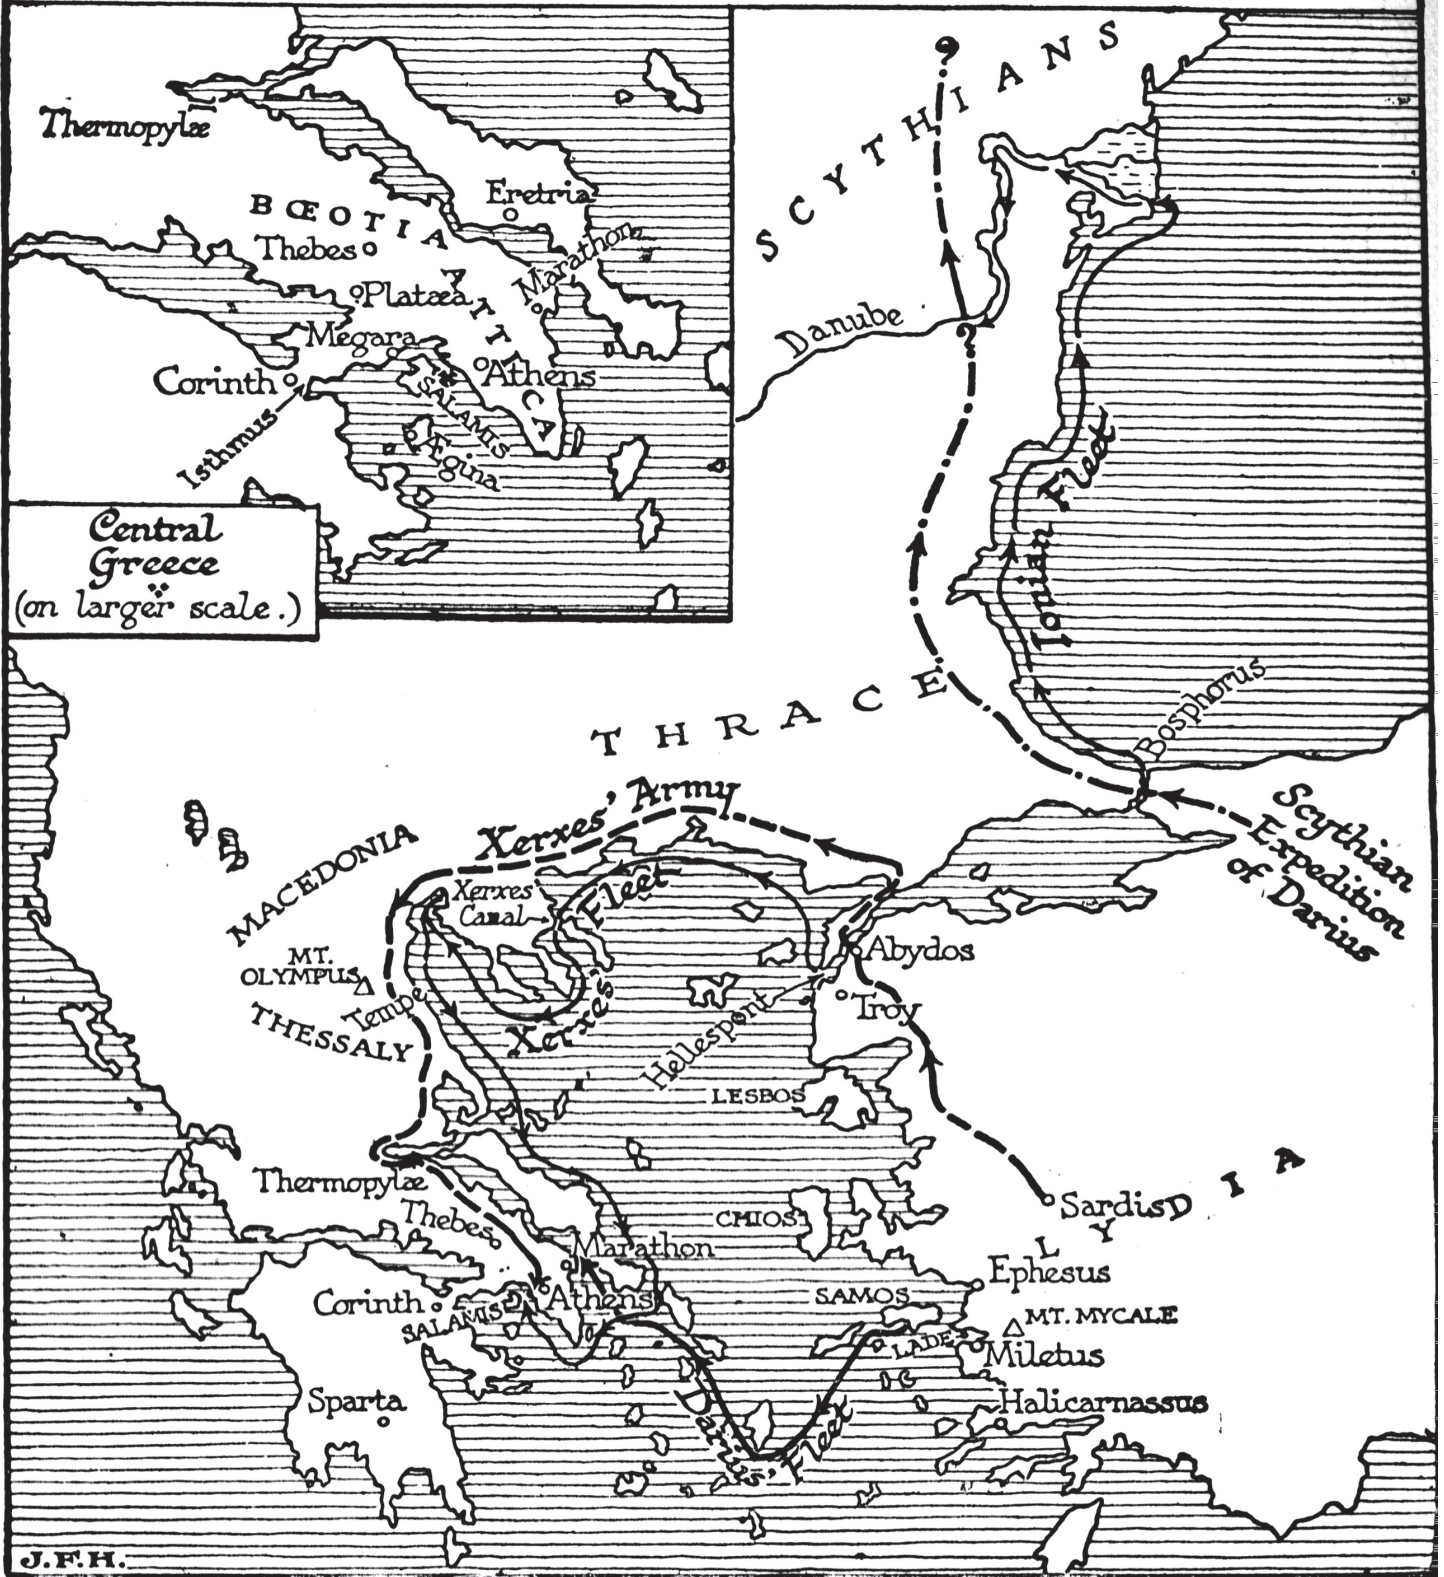 Thermopylæ
BŒOTIA
Eretria
Thebes
Marathon
Platæa
ATTICA
Megara
Corinth
Athens
SALAMIS
Isthmus
Ægina
Central
Greece
(on larger scale.)
SCYTHIANS
?
Danube
?
Ionian Fleet
THRACE
Bosphorus
Scythian
Expedition
of Darius
Xerxes' Army
MACEDONIA
Xerxes'
Canal
Xerxes' Fleet
MT.
OLYMPUS
Tempe
THESSALY
Abydos
Troy
Hellespont
LESBOS
Thermopylæ
Thebes
Sardis
LYDIA
CHIOS
Marathon
Ephesus
Corinth
SALAMIS
Athens
SAMOS
MT. MYCALE
LADE
Miletus
Sparta
Halicarnassus
Darius' Fleet
J.F.H.